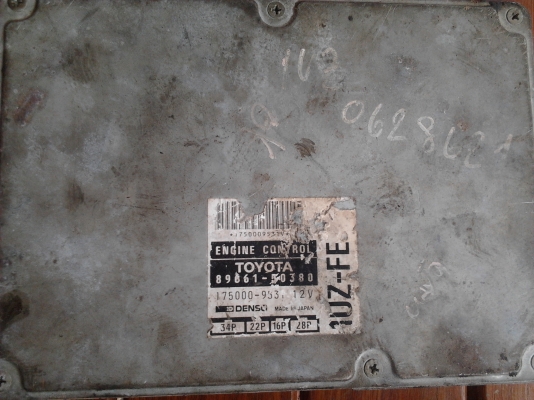 0628621
ENGINE CONTROL
TOYOTA
89661-50380
175000-953 12V
DENSO MADE IN JAPAN
34P 22P 16P 28P
1UZ-FE